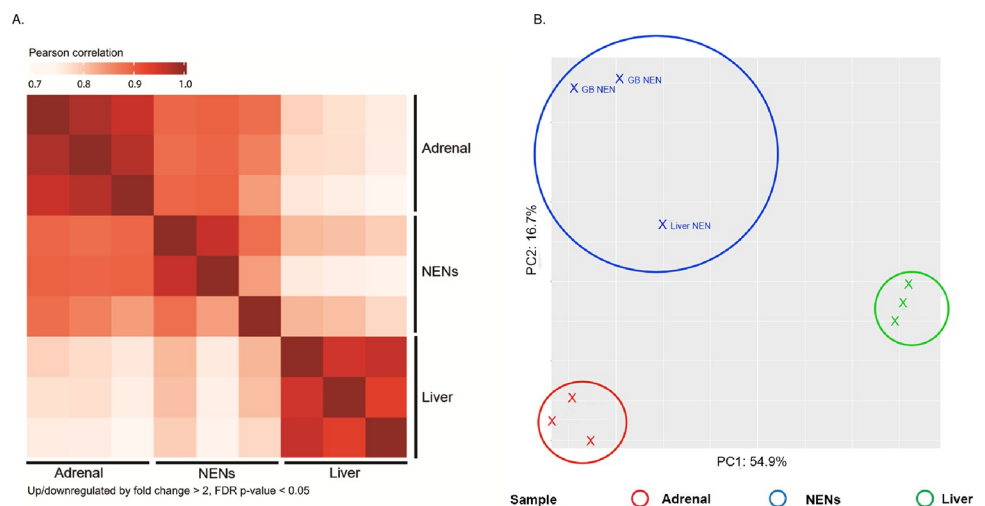 A.
Pearson correlation
0.7 0.8 0.9 1.0
Adrenal
NENs
Liver
Adrenal NENs Liver
Up/downregulated by fold change > 2, FDR p-value < 0.05
B.
GB NEN
GB NEN
Liver NEN
PC2: 16.7%
PC1: 54.9%
Sample Adrenal NENs Liver